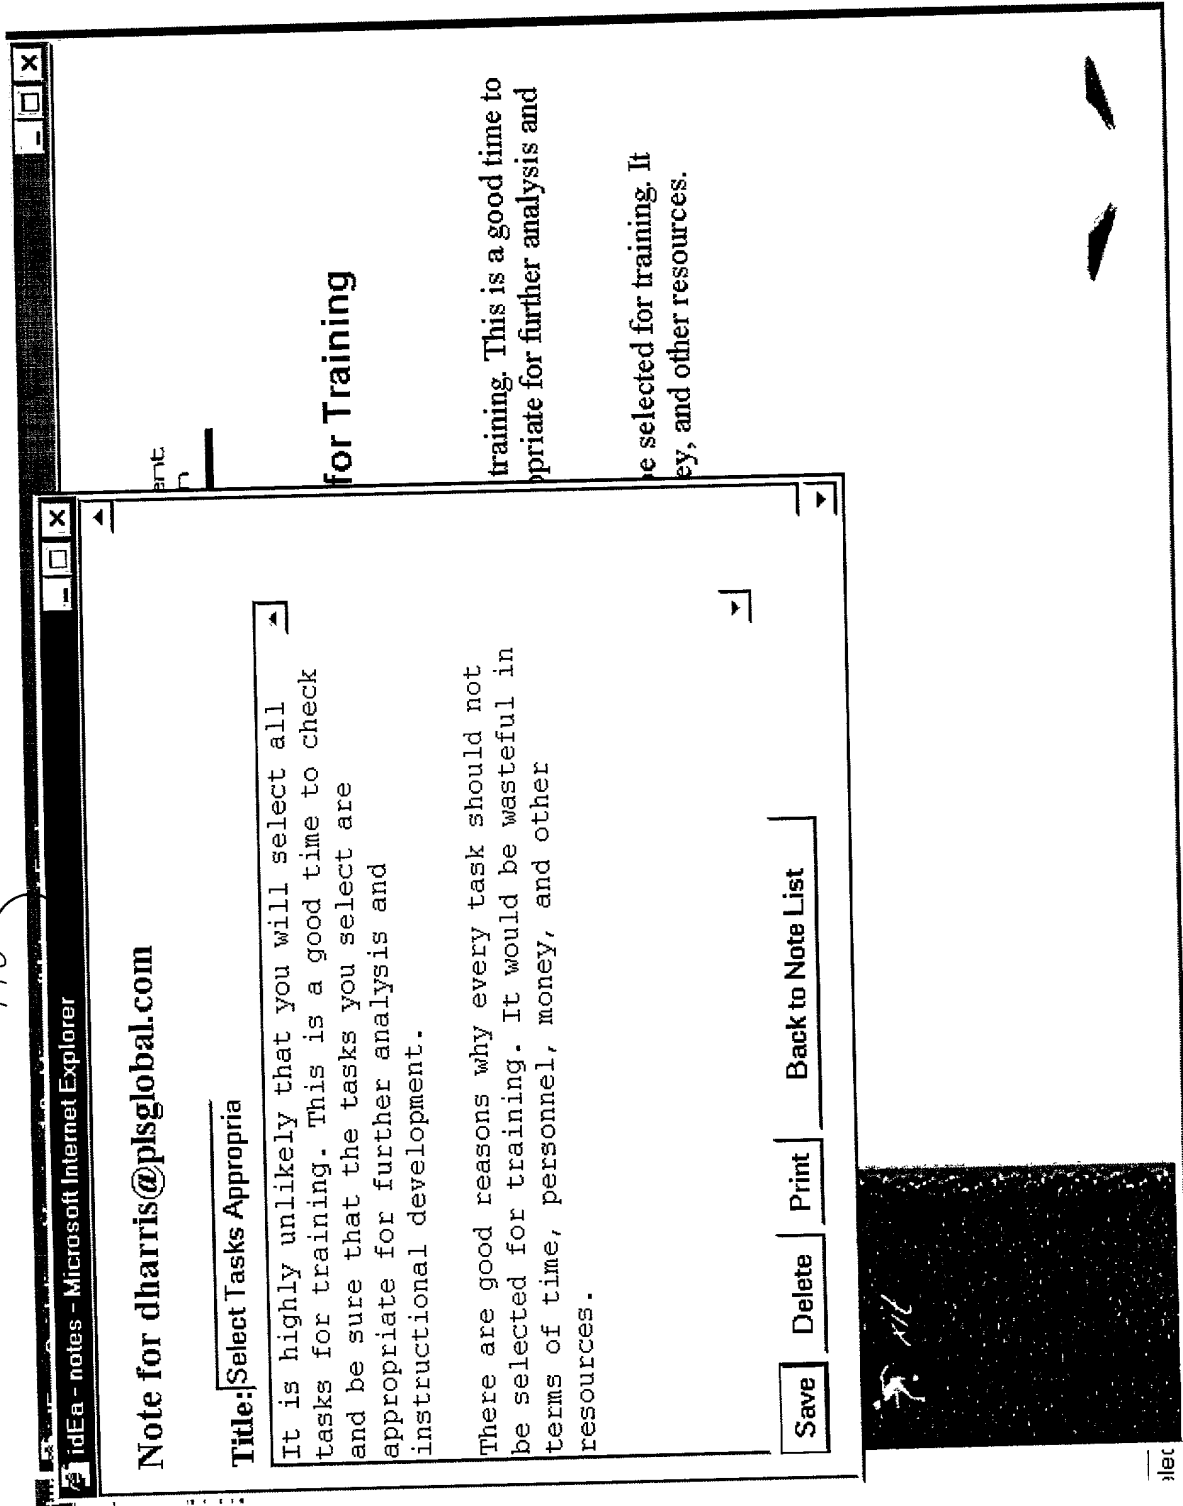 IdEa - notes - Microsoft Internet Explorer
Note for dharris@plsglobal.com
Title: Select Tasks Appropria
It is highly unlikely that you will select all
tasks for training. This is a good time to check
and be sure that the tasks you select are
appropriate for further analysis and
instructional development.
There are good reasons why every task should not
be selected for training. It would be wasteful in
terms of time, personnel, money, and other
resources.
Save Delete Print Back to Note List
for Training
training. This is a good time to
opriate for further analysis and
e selected for training. It
ey, and other resources.